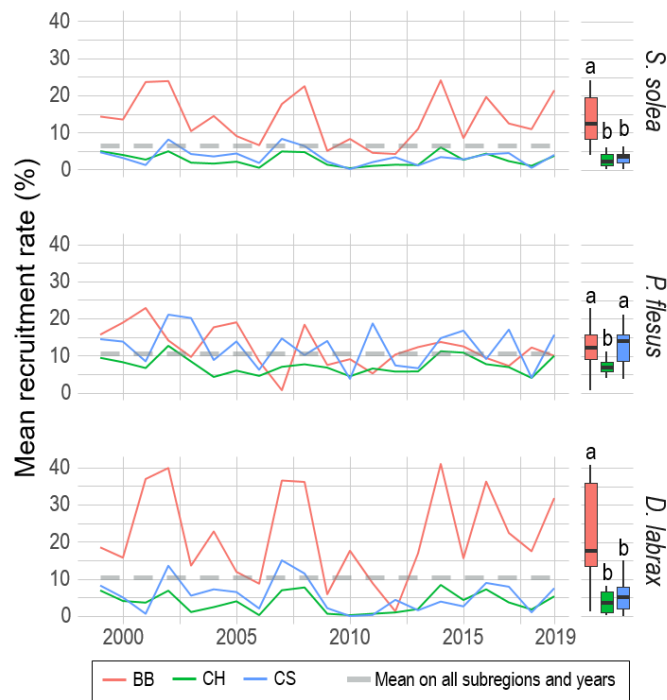 Mean recruitment rate (%)
40
30
20
10
0
a
b
b
S. solea
40
30
20
10
0
a
b
a
P. flesus
40
30
20
10
0
a
b
b
D. labrax
2000 2005 2010 2015 2019
BB CH CS Mean on all subregions and years